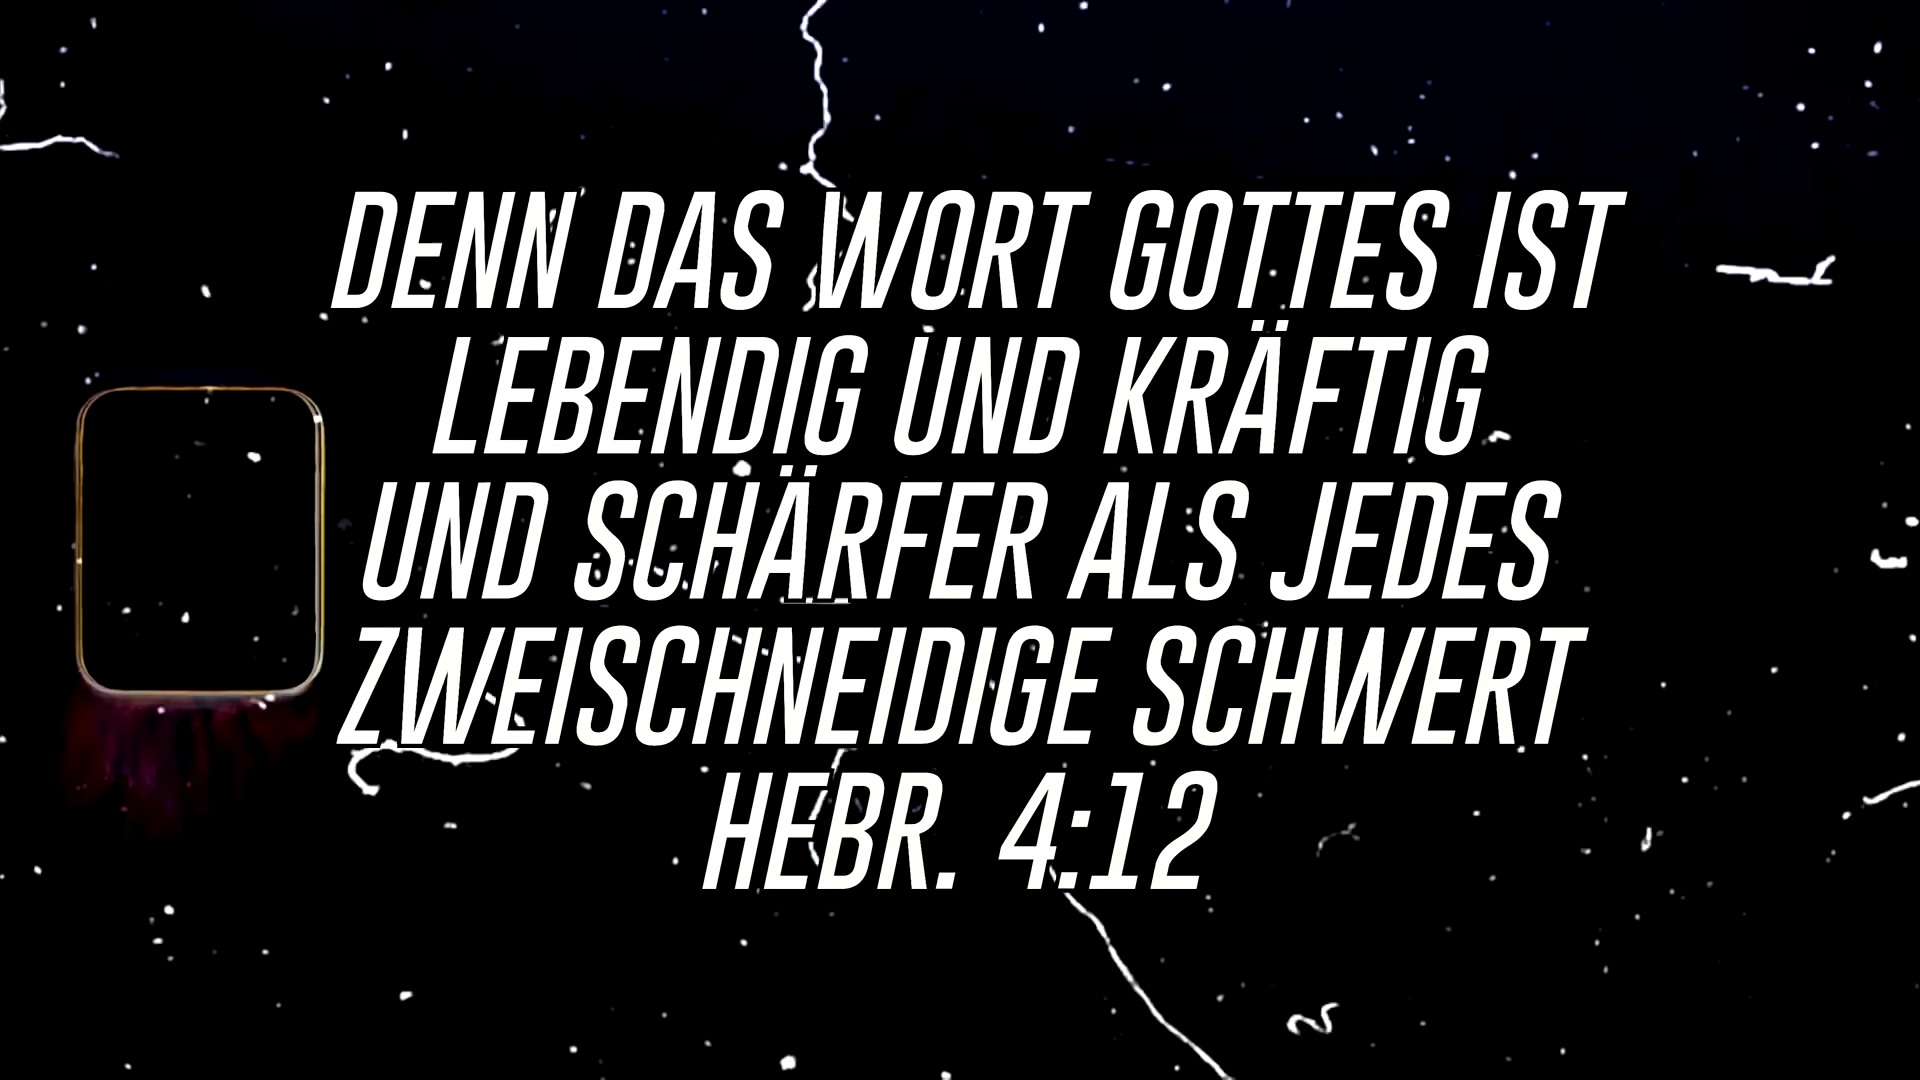 DENN DAS WORT GOTTES IST
LEBENDIG UND KRÄFTIG
UND SCHÄRFER ALS JEDES
ZWEISCHNEIDIGE SCHWERT
HEBR. 4:12